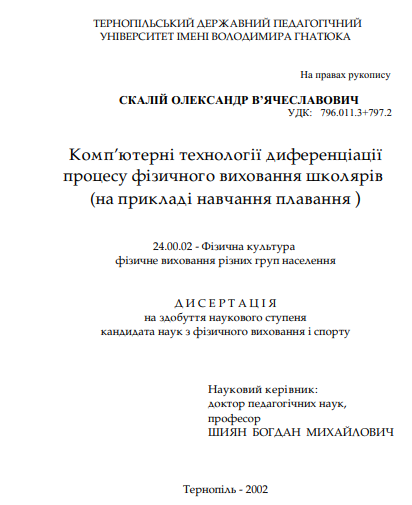 ТЕРНОПІЛЬСЬКИЙ ДЕРЖАВНИЙ ПЕДАГОГІЧНИЙ
УНІВЕРСИТЕТ ІМЕНІ ВОЛОДИМИРА ГНАТЮКА
На правах рукопису
СКАЛІЙ ОЛЕКСАНДР В’ЯЧЕСЛАВОВИЧ
УДК: 796.011.3+797.2
Комп’ютерні технології диференціації
процесу фізичного виховання школярів
(на прикладі навчання плавання )
24.00.02 - Фізична культура
фізичне виховання різних груп населення
Д И С Е Р Т А Ц І Я
на здобуття наукового ступеня
кандидата наук з фізичного виховання і спорту
Науковий керівник:
доктор педагогічних наук,
професор
ШИЯН БОГДАН МИХАЙЛОВИЧ
Тернопіль - 2002